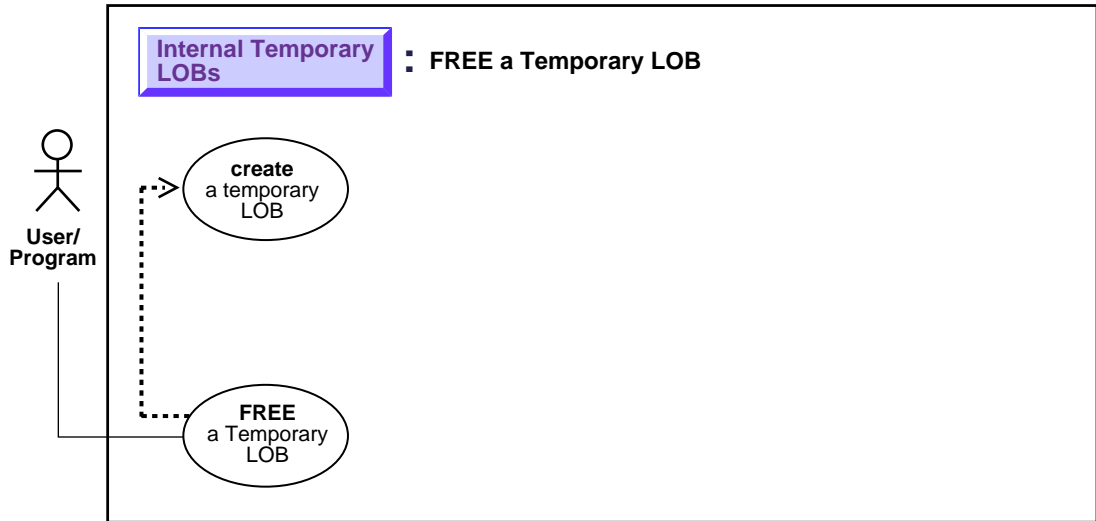 Internal Temporary
LOBs
: FREE a Temporary LOB
create
a temporary
LOB
User/
Program
FREE
a Temporary
LOB